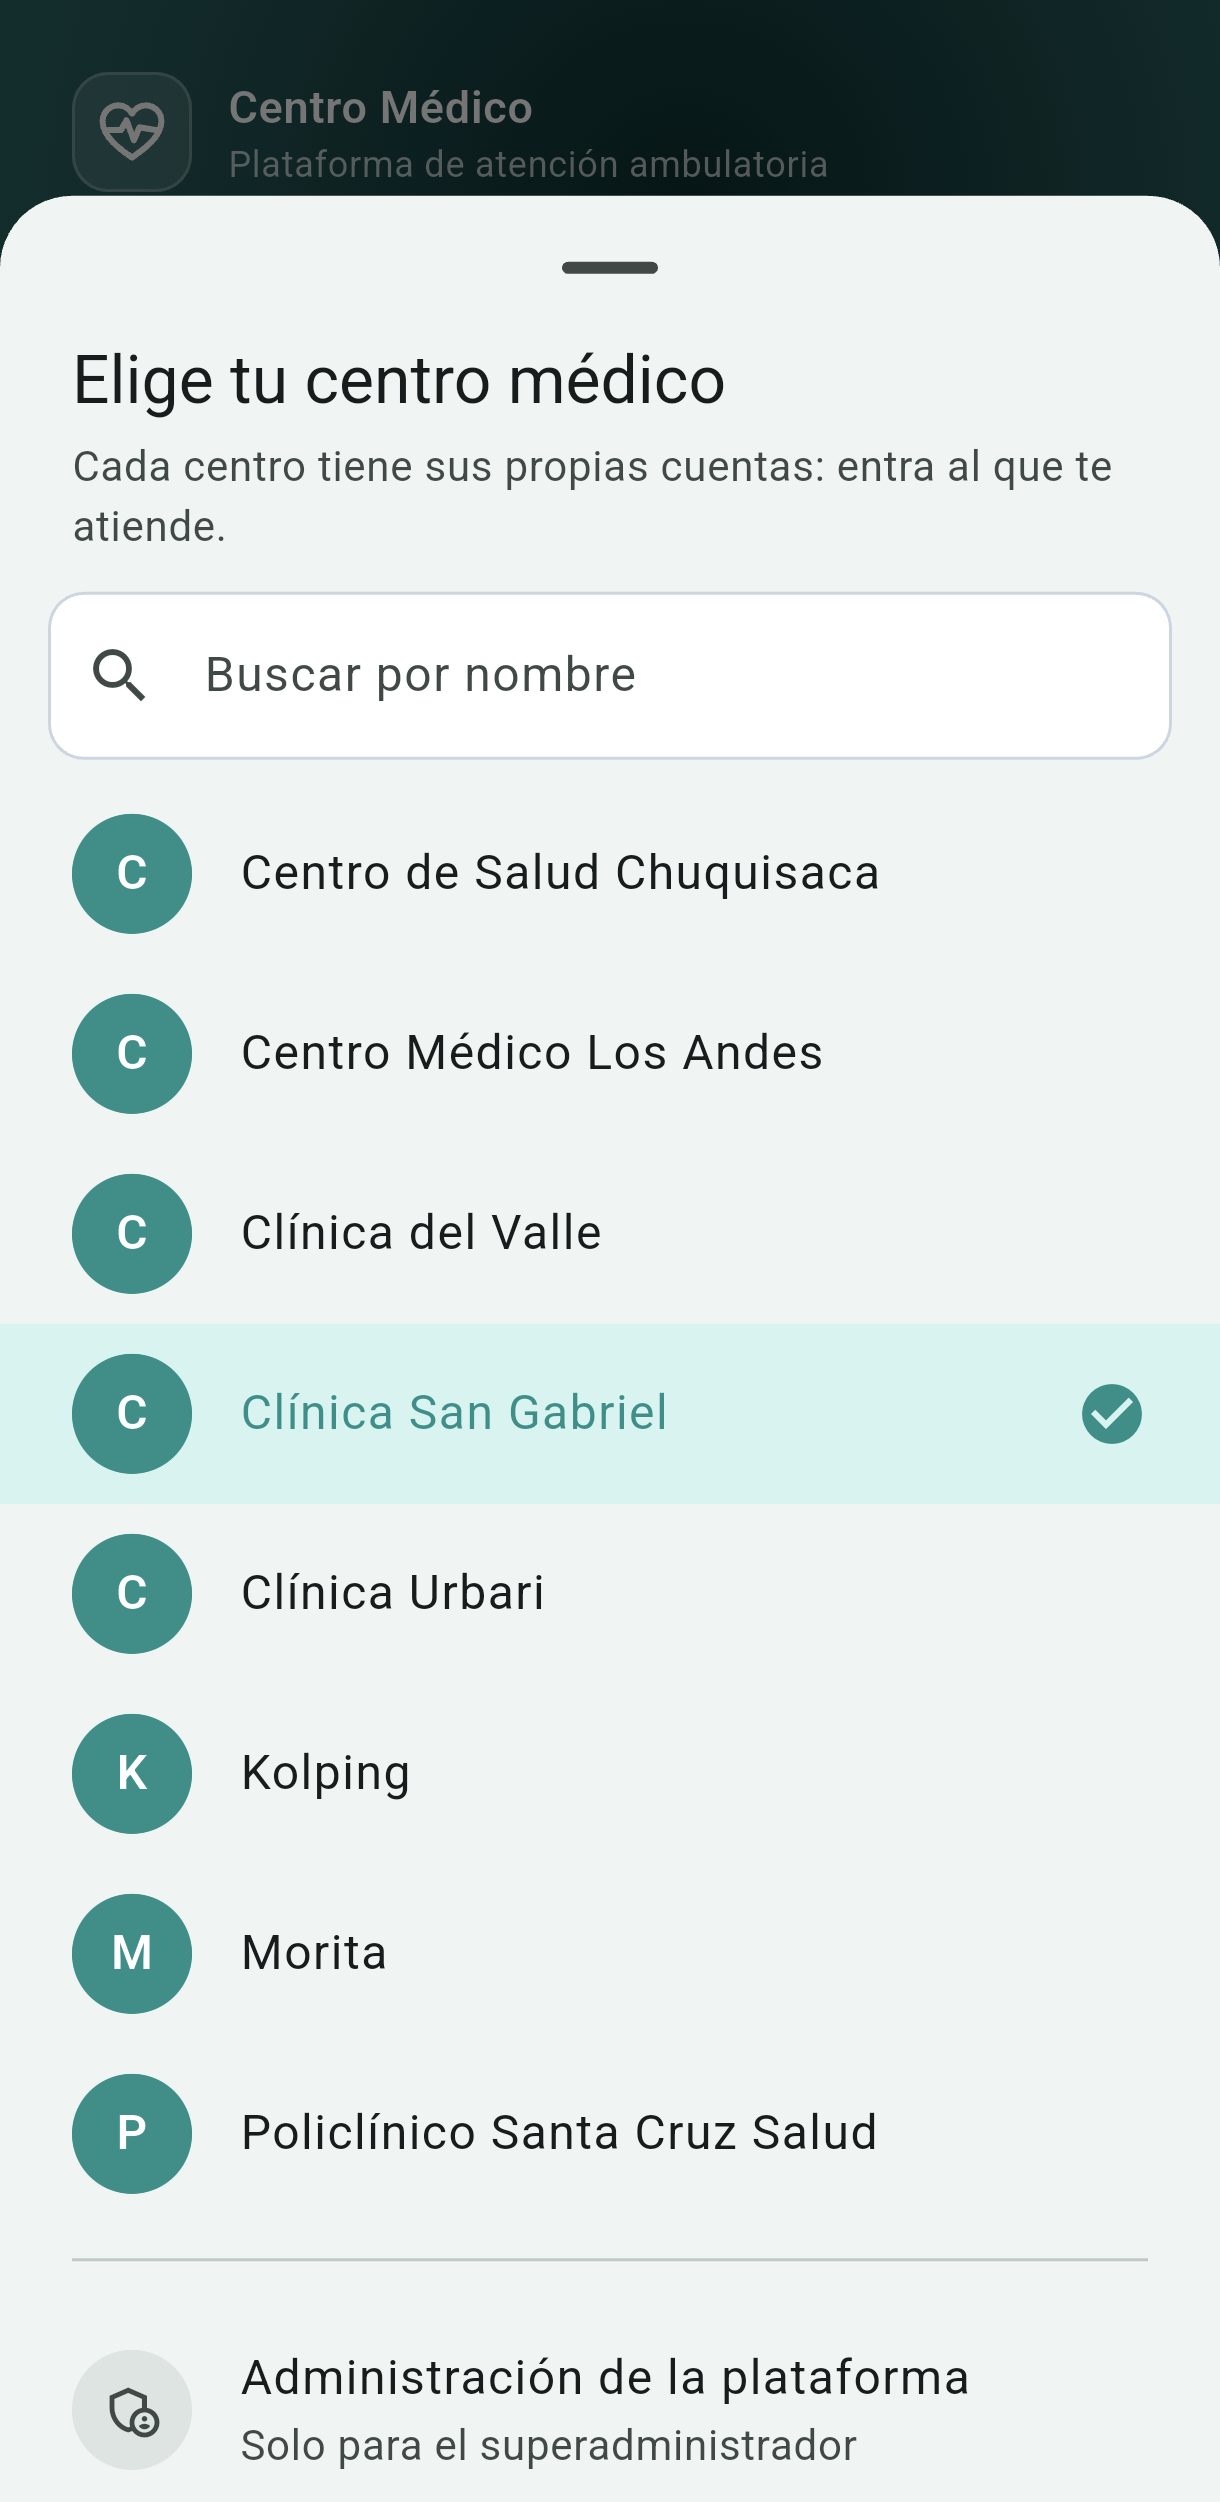 Centro Médico
Plataforma de atención ambulatoria
Elige tu centro médico
Cada centro tiene sus propias cuentas: entra al que te
atiende.
Buscar por nombre
C Centro de Salud Chuquisaca
C Centro Médico Los Andes
C Clínica del Valle
C Clínica San Gabriel
C Clínica Urbari
K Kolping
M Morita
P Policlínico Santa Cruz Salud
Administración de la plataforma
Solo para el superadministrador